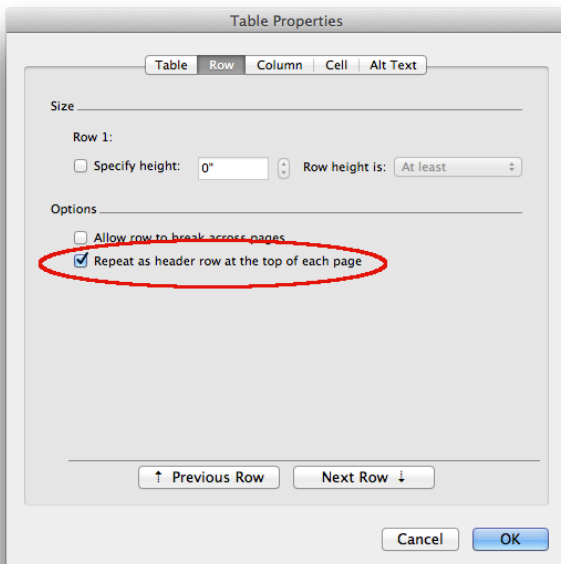 Table Properties
Table Row Column Cell Alt Text
Size
Row 1:
Specify height: 0" Row height is: At least
Options
Allow row to break across pages
Repeat as header row at the top of each page
Previous Row Next Row
Cancel OK